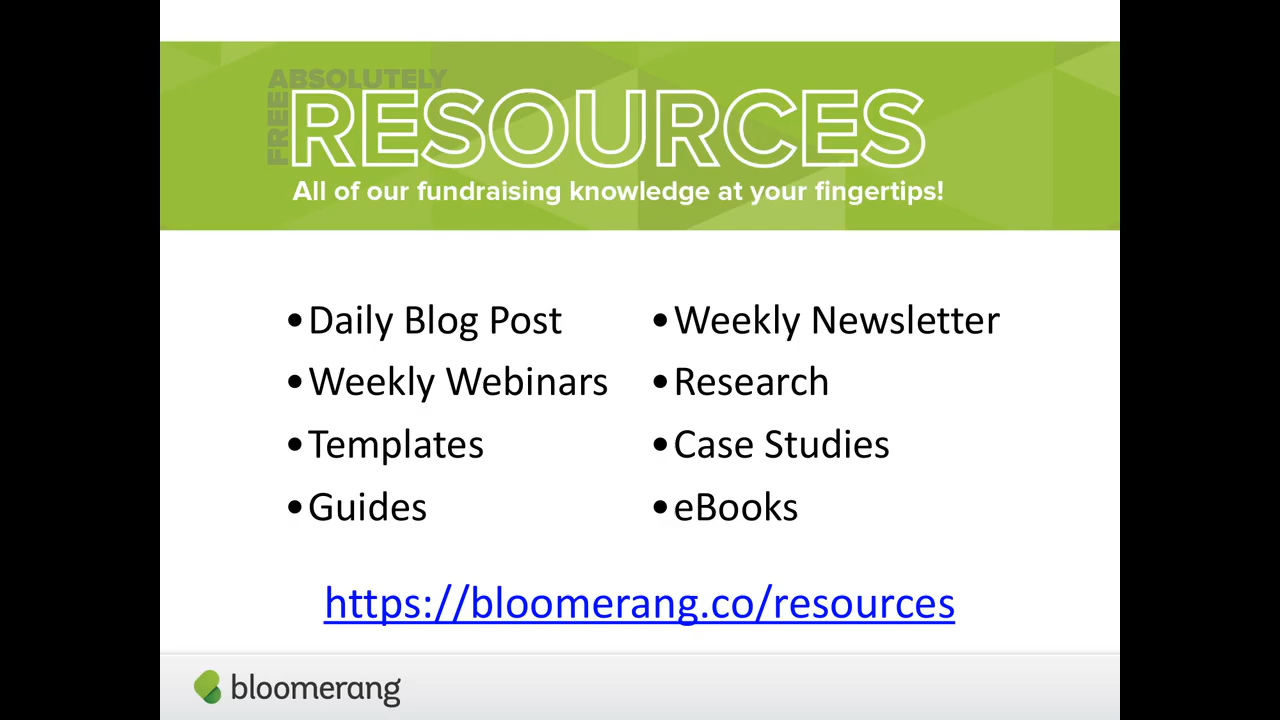 ABSOLUTELY
FREE
RESOURCES
All of our fundraising knowledge at your fingertips!
•Daily Blog Post
•Weekly Webinars
•Templates
•Guides
•Weekly Newsletter
•Research
•Case Studies
•eBooks
https://bloomerang.co/resources
bloomerang